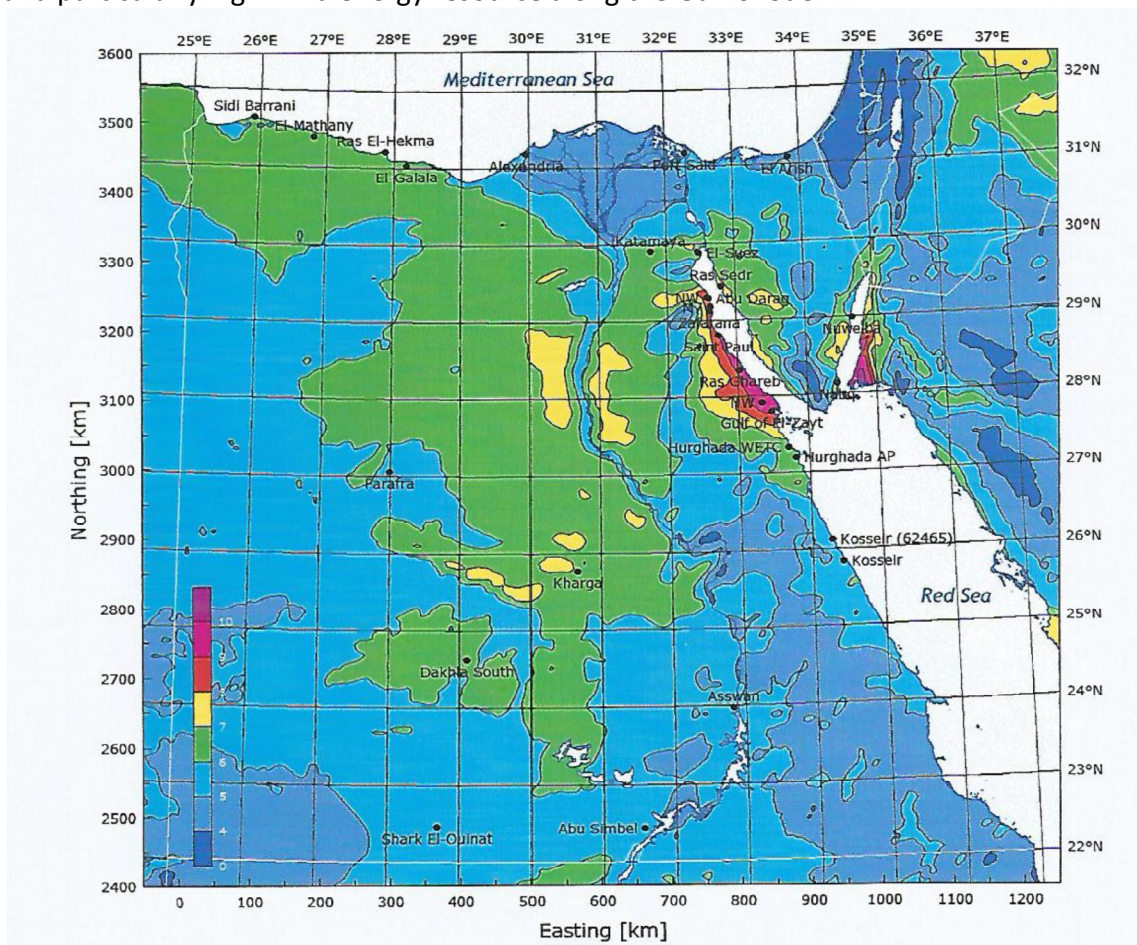 25°E 26°E 27°E 28°E 29°E 30°E 31°E 32°E 33°E 34°E 35°E 36°E 37°E
3600
3500
3400
3300
3200
3100
3000
2900
2800
2700
2600
2500
2400
Northing [km]
32°N
31°N
30°N
29°N
28°N
27°N
26°N
25°N
24°N
23°N
22°N
Mediterranean Sea
Sidi Barrani
El-Mathany
Ras El-Hekma
El-Galala
Alexandria
Port Said
El Arish
Katamaya
El-Suez
Ras Sedr
NW
Abu Darag
Zafarana
Saint Paul
Nuweiba
Ras Ghareb
Nabq
NW
Gulf of El-Zayt
Hurghada WETC
Hurghada AP
Farafra
Kosseir (62465)
Kosseir
Kharga
Red Sea
Dakhla South
Asswan
Shark El-Ouinat
Abu Simbel
10
7
6
5
4
0
0 100 200 300 400 500 600 700 800 900 1000 1100 1200
Easting [km]